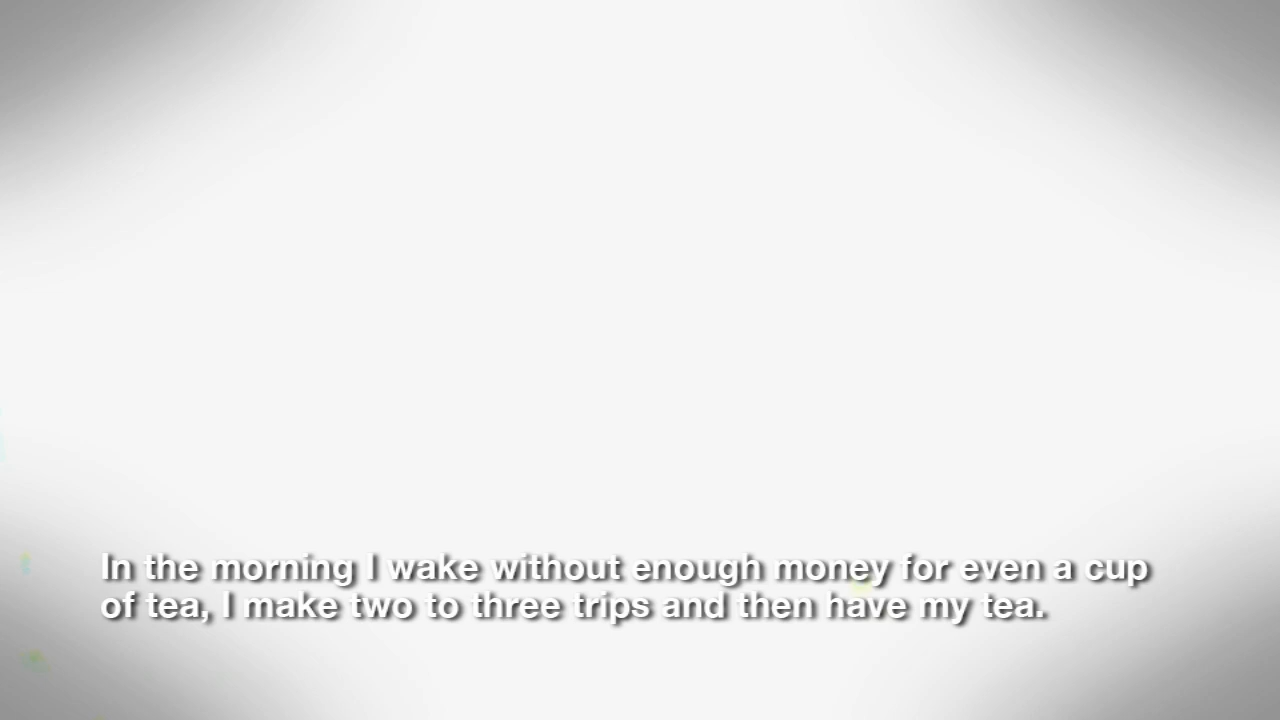 In the morning I wake without enough money for even a cup
of tea, I make two to three trips and then have my tea.